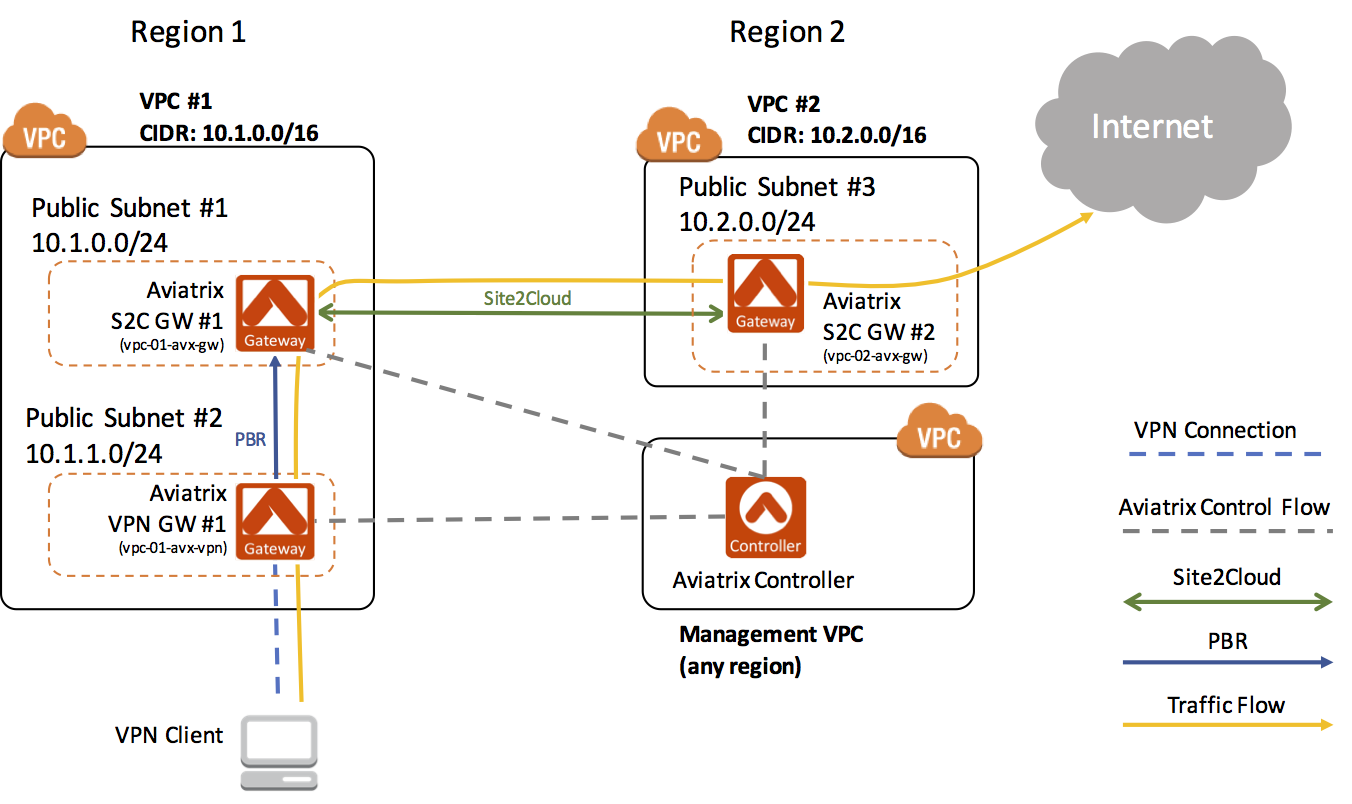 Region 1
Region 2
VPC #1
CIDR: 10.1.0.0/16
VPC
VPC #2
CIDR: 10.2.0.0/16
VPC
Internet
Public Subnet #1
10.1.0.0/24
Aviatrix
S2C GW #1
(vpc-01-avx-gw)
Gateway
Site2Cloud
Public Subnet #3
10.2.0.0/24
Gateway
Aviatrix
S2C GW #2
(vpc-02-avx-gw)
PBR
Public Subnet #2
10.1.1.0/24
Aviatrix
VPN GW #1
(vpc-01-avx-vpn)
Gateway
VPC
Controller
Aviatrix Controller
Management VPC
(any region)
VPN Client
VPN Connection
Aviatrix Control Flow
Site2Cloud
PBR
Traffic Flow